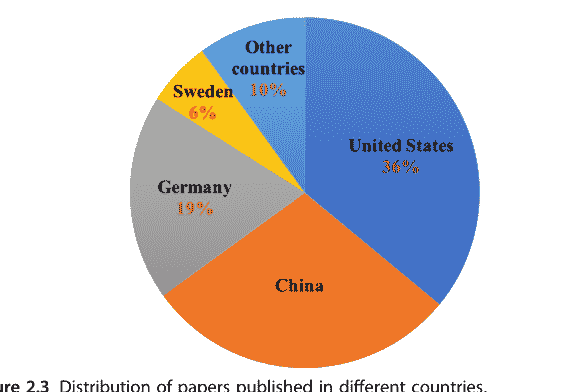 Other
countries
10%
Sweden
6%
United States
36%
Germany
19%
China
ure 2.3 Distribution of papers published in different countries.